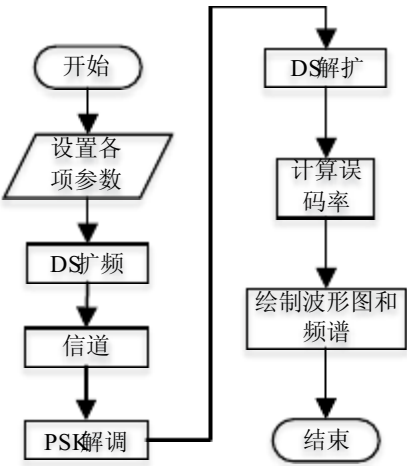 开始
设置各
项参数
DS扩频
信道
PSK解调
DS解扩
计算误
码率
绘制波形图和
频谱
结束